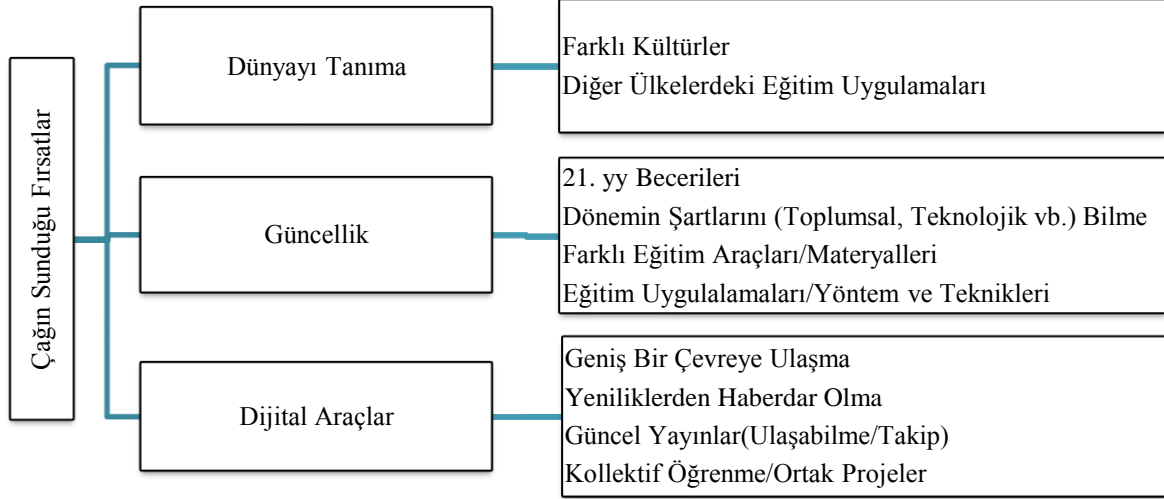 Çağın Sunduğu Fırsatlar
Dünyayı Tanıma
Farklı Kültürler
Diğer Ülkelerdeki Eğitim Uygulamaları
Güncellik
21. yy Becerileri
Dönemin Şartlarını (Toplumsal, Teknolojik vb.) Bilme
Farklı Eğitim Araçları/Materyalleri
Eğitim Uygulalamaları/Yöntem ve Teknikleri
Dijital Araçlar
Geniş Bir Çevreye Ulaşma
Yeniliklerden Haberdar Olma
Güncel Yayınlar(Ulaşabilme/Takip)
Kollektif Öğrenme/Ortak Projeler